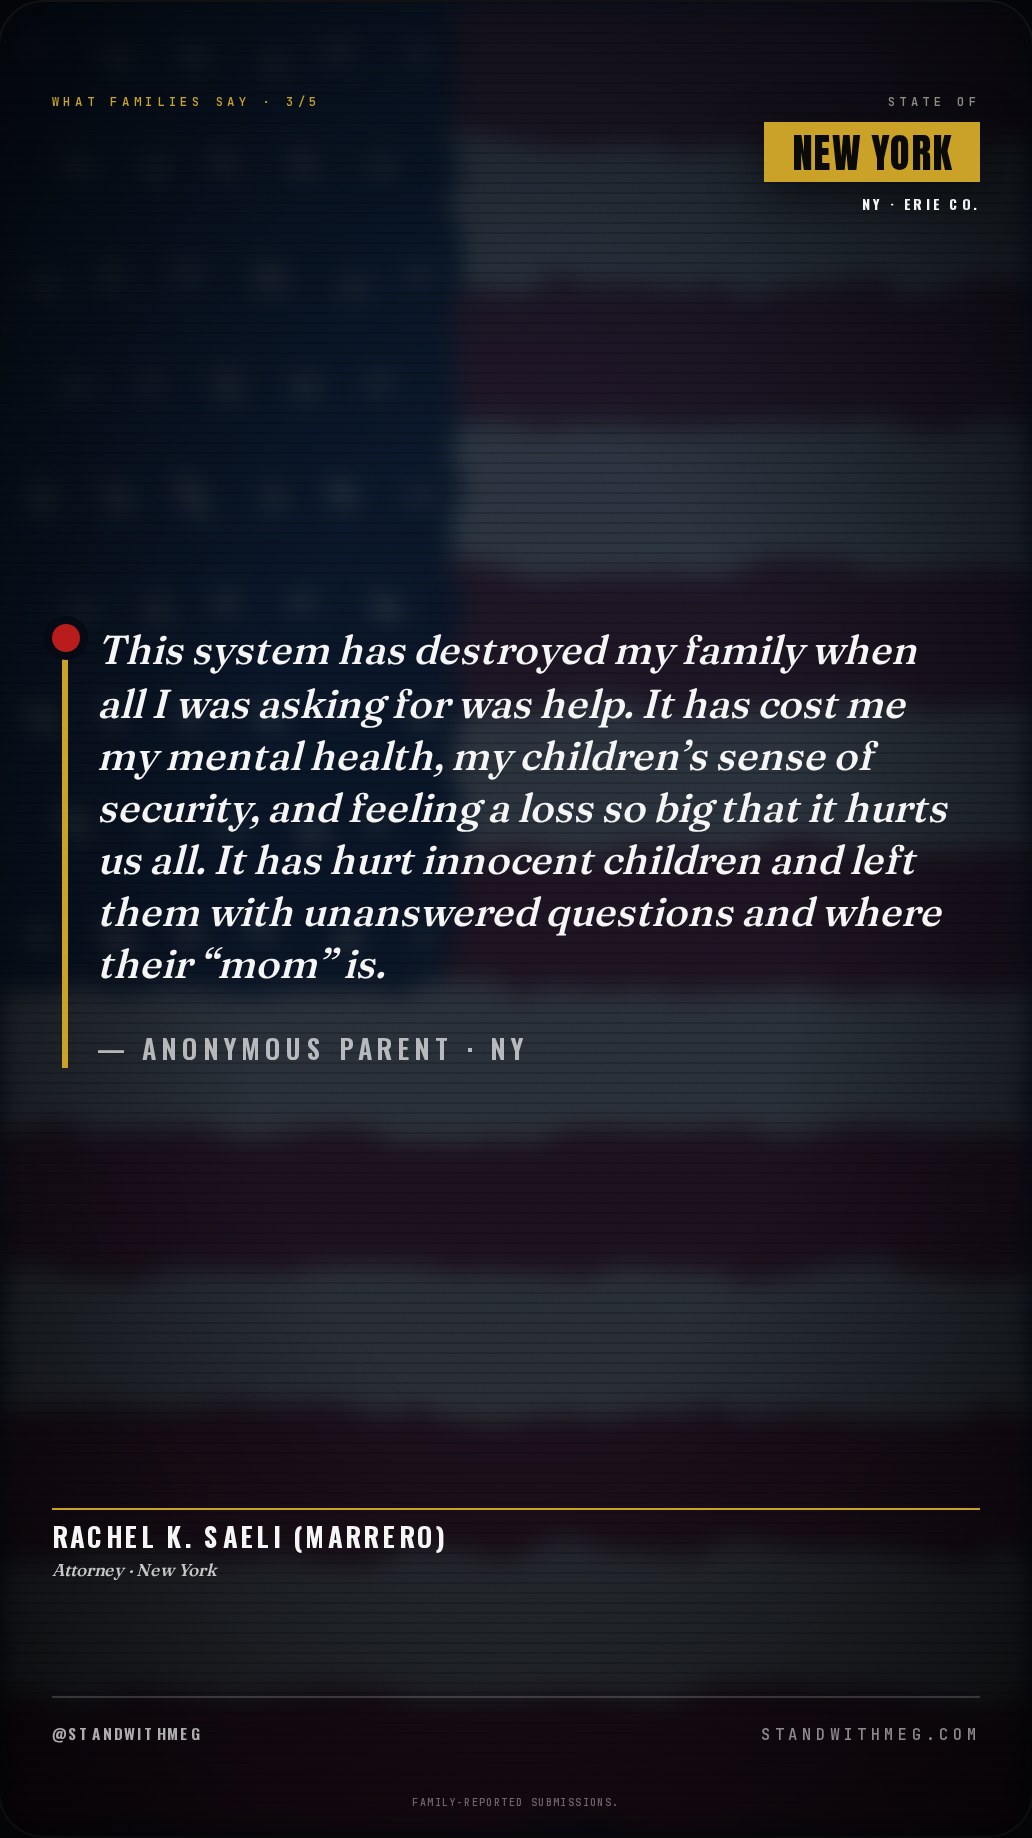 WHAT FAMILIES SAY · 3/5
STATE OF
NEW YORK
NY · ERIE CO.
This system has destroyed my family when
all I was asking for was help. It has cost me
my mental health, my children’s sense of
security, and feeling a loss so big that it hurts
us all. It has hurt innocent children and left
them with unanswered questions and where
their “mom” is.
— ANONYMOUS PARENT · NY
RACHEL K. SAELI (MARRERO)
Attorney · New York
@STANDWITHMEG
STANDWITHMEG.COM
FAMILY-REPORTED SUBMISSIONS.